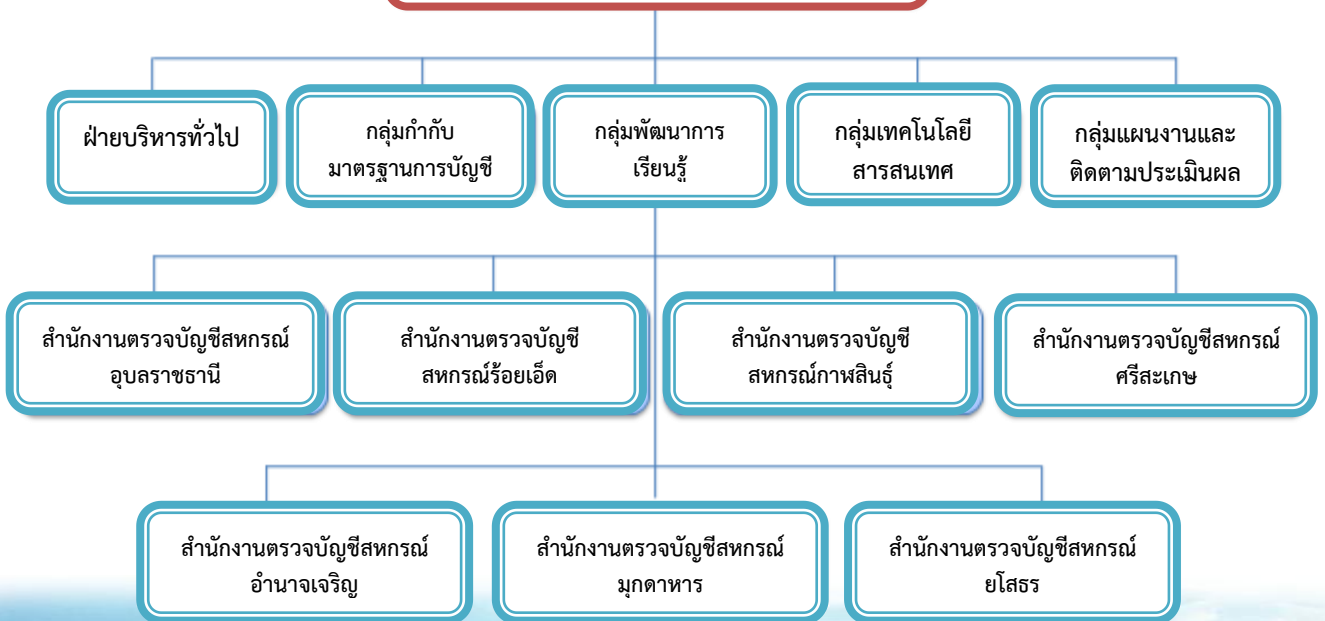 ฝ่ายบริหารทั่วไป
กลุ่มกำกับ
มาตรฐานการบัญชี
กลุ่มพัฒนาการ
เรียนรู้
กลุ่มเทคโนโลยี
สารสนเทศ
กลุ่มแผนงานและ
ติดตามประเมินผล
สำนักงานตรวจบัญชีสหกรณ์
อุบลราชธานี
สำนักงานตรวจบัญชี
สหกรณ์ร้อยเอ็ด
สำนักงานตรวจบัญชี
สหกรณ์กาฬสินธุ์
สำนักงานตรวจบัญชีสหกรณ์
ศรีสะเกษ
สำนักงานตรวจบัญชีสหกรณ์
อำนาจเจริญ
สำนักงานตรวจบัญชีสหกรณ์
มุกดาหาร
สำนักงานตรวจบัญชีสหกรณ์
ยโสธร